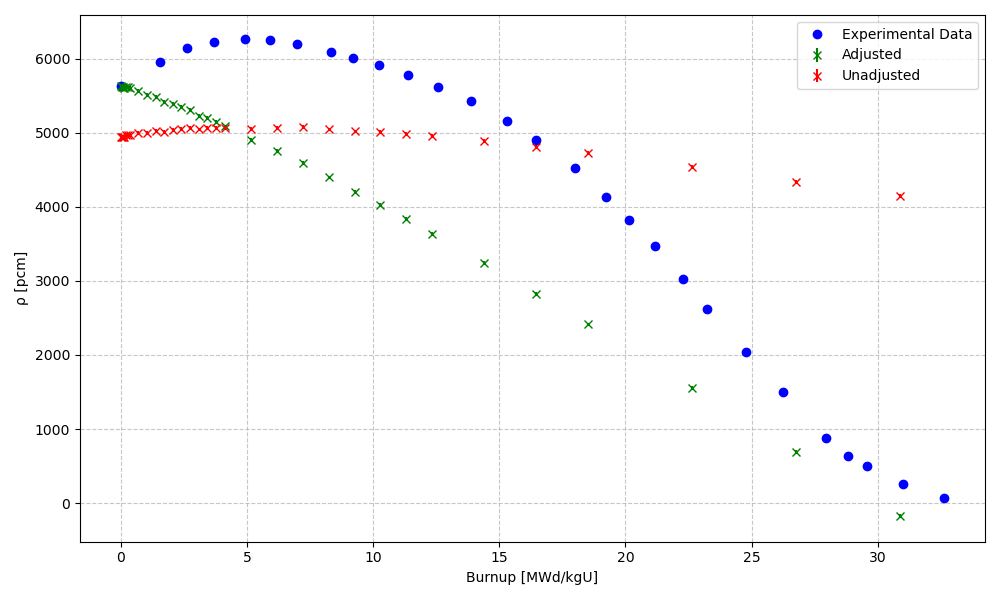 Experimental Data
Adjusted
Unadjusted
ρ [pcm]
6000
5000
4000
3000
2000
1000
0
0 5 10 15 20 25 30
Burnup [MWd/kgU]